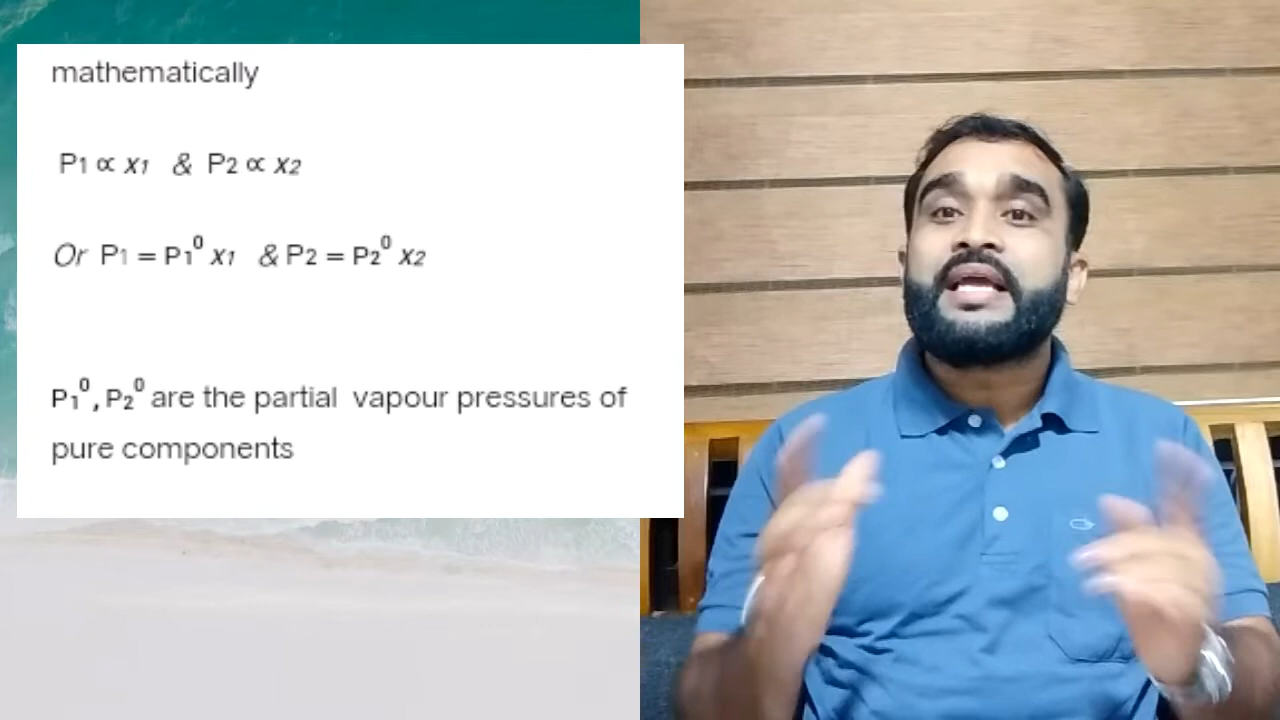 mathematically
P1 ∝ x1 & P2 ∝ x2
Or P1 = P1⁰ x1 & P2 = P2⁰ x2
P1⁰, P2⁰ are the partial vapour pressures of
pure components